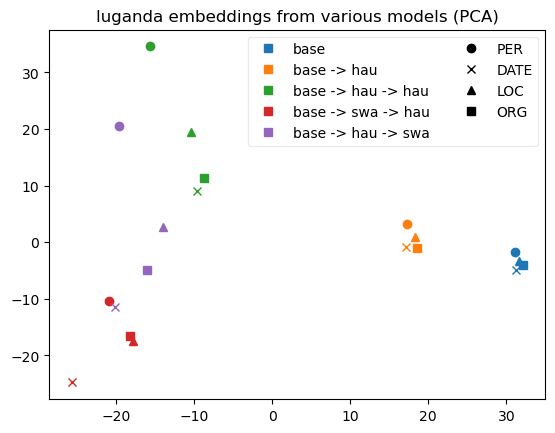 luganda embeddings from various models (PCA)
base
base -> hau
base -> hau -> hau
base -> swa -> hau
base -> hau -> swa
PER
DATE
LOC
ORG
30
20
10
0
−10
−20
−20
−10
0
10
20
30